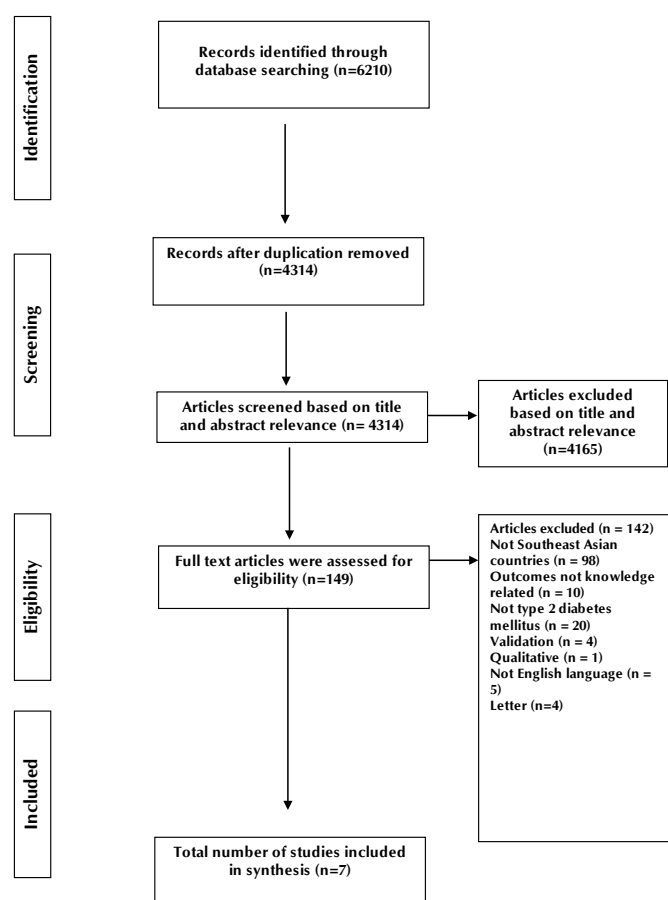 Identification
Records identified through
database searching (n=6210)
Records after duplication removed
(n=4314)
Screening
Articles screened based on title
and abstract relevance (n= 4314)
Articles excluded
based on title and
abstract relevance
(n=4165)
Eligibility
Full text articles were assessed for
eligibility (n=149)
Articles excluded (n = 142)
Not Southeast Asian
countries (n = 98)
Outcomes not knowledge
related (n = 10)
Not type 2 diabetes
mellitus (n = 20)
Validation (n = 4)
Qualitative (n = 1)
Not English language (n =
5)
Letter (n=4)
Included
Total number of studies included
in synthesis (n=7)